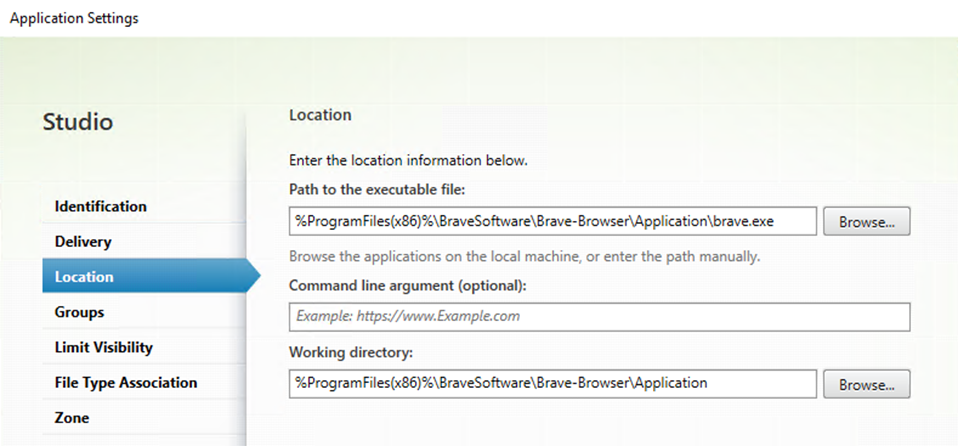 Application Settings
Studio
Identification
Delivery
Location
Groups
Limit Visibility
File Type Association
Zone
Location
Enter the location information below.
Path to the executable file:
%ProgramFiles(x86)%\BraveSoftware\Brave-Browser\Application\brave.exe
Browse...
Browse the applications on the local machine, or enter the path manually.
Command line argument (optional):
Example: https://www.Example.com
Working directory:
%ProgramFiles(x86)%\BraveSoftware\Brave-Browser\Application
Browse...